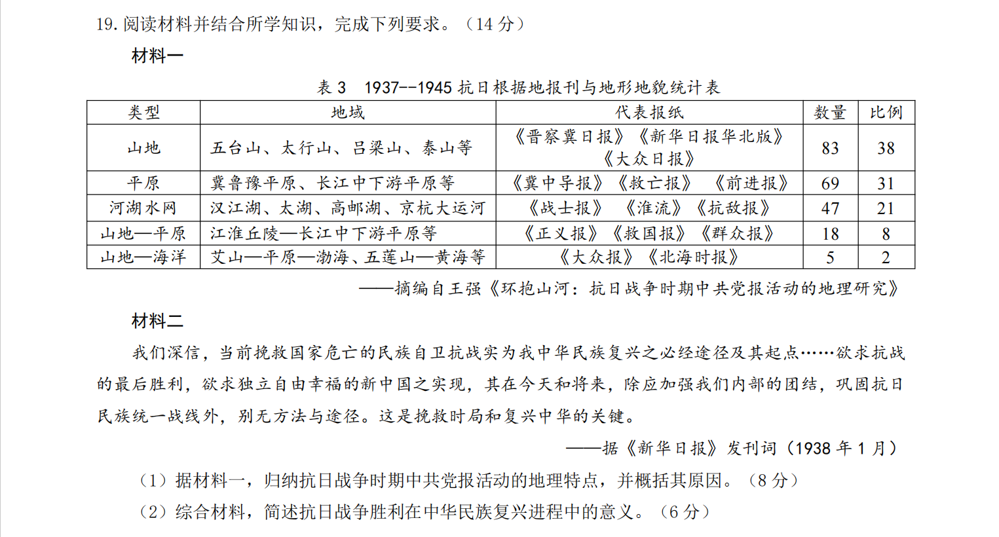 19.阅读材料并结合所学知识，完成下列要求。（14 分）
材料一
表 3　1937--1945 抗日根据地报刊与地形地貌统计表
类型　地域　代表报纸　数量　比例
山地　五台山、太行山、吕梁山、泰山等　《晋察冀日报》《新华日报华北版》《大众日报》　83　38
平原　冀鲁豫平原、长江中下游平原等　《冀中导报》《救亡报》 《前进报》　69　31
河湖水网　汉江湖、太湖、高邮湖、京杭大运河　《战士报》 《淮流》《抗敌报》　47　21
山地—平原　江淮丘陵—长江中下游平原等　《正义报》《救国报》《群众报》　18　8
山地—海洋　艾山—平原—渤海、五莲山—黄海等　《大众报》《北海时报》　5　2
——摘编自王强《环抱山河：抗日战争时期中共党报活动的地理研究》
材料二
我们深信，当前挽救国家危亡的民族自卫抗战实为我中华民族复兴之必经途径及其起点……欲求抗战
的最后胜利，欲求独立自由幸福的新中国之实现，其在今天和将来，除应加强我们内部的团结，巩固抗日
民族统一战线外，别无方法与途径。这是挽救时局和复兴中华的关键。
——据《新华日报》发刊词（1938 年 1 月）
（1）据材料一，归纳抗日战争时期中共党报活动的地理特点，并概括其原因。（8 分）
（2）综合材料，简述抗日战争胜利在中华民族复兴进程中的意义。（6 分）